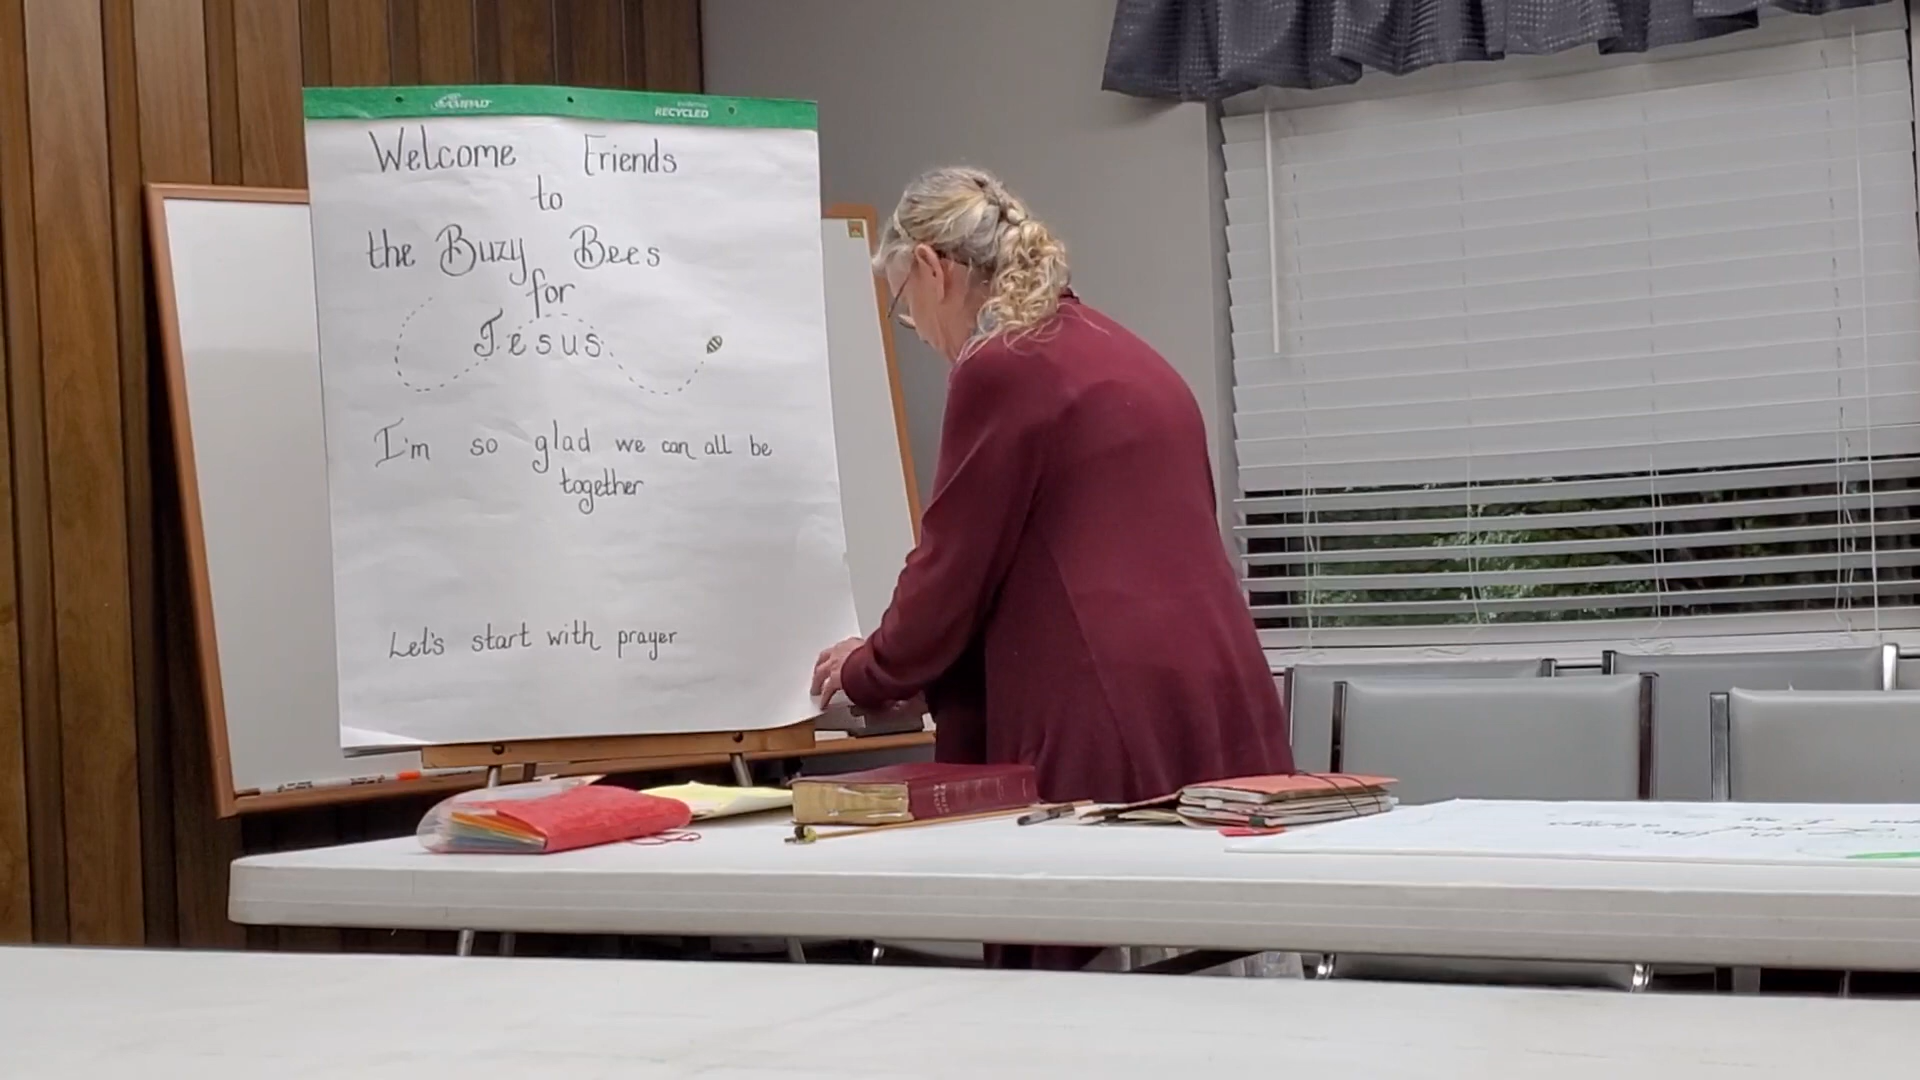 AMPAD
RECYCLED
Welcome Friends
to
the Buzy Bees
for
Jesus
I'm so glad we can all be
together
Let's start with prayer